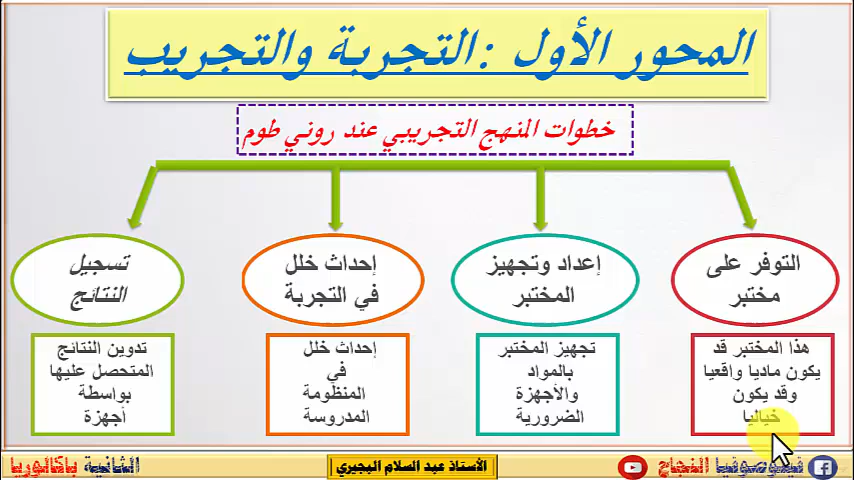 المحور الأول :التجربة والتجريب
خطوات المنهج التجريبي عند روني طوم
التوفر على
مختبر
إعداد وتجهيز
المختبر
إحداث خلل
في التجربة
تسجيل
النتائج
هذا المختبر قد
يكون ماديا واقعيا
وقد يكون
خياليا
تجهيز المختبر
بالمواد
والأجهزة
الضرورية
إحداث خلل
في
المنظومة
المدروسة
تدوين النتائج
المتحصل عليها
بواسطة
أجهزة
فيلوصوفيا النجاح
الأستاذ عبد السلام البجيري
الثانية باكالوريا